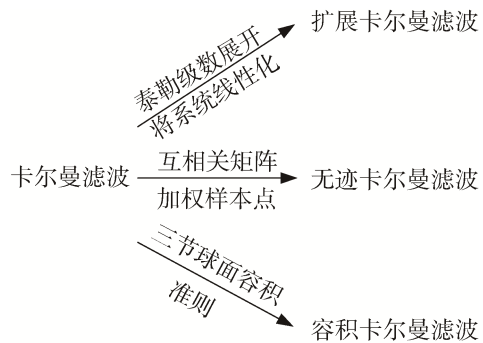 扩展卡尔曼滤波
泰勒级数展开
将系统线性化
卡尔曼滤波
互相关矩阵
加权样本点
无迹卡尔曼滤波
三节球面容积
准则
容积卡尔曼滤波